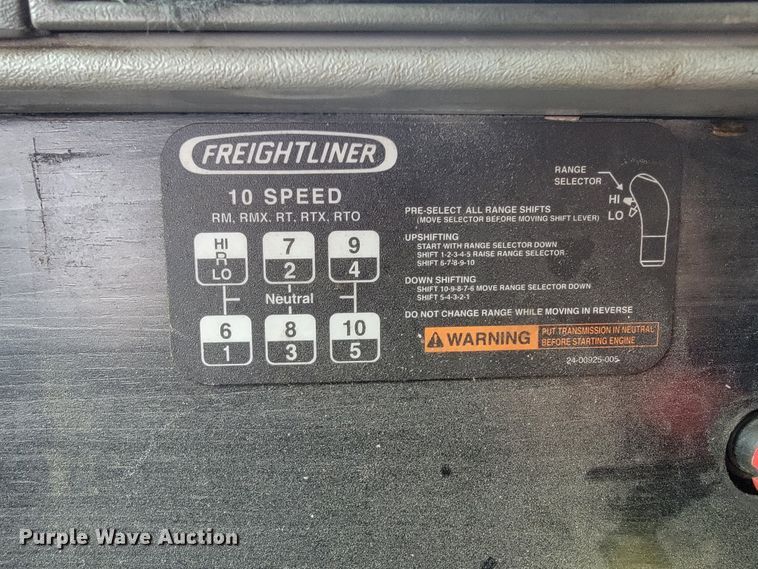 FREIGHTLINER
10 SPEED
RM, RMX, RT, RTX, RTO
HI
R
LO
7
2
9
4
Neutral
6
1
8
3
10
5
RANGE
SELECTOR
HI
LO
PRE-SELECT ALL RANGE SHIFTS
(MOVE SELECTOR BEFORE MOVING SHIFT LEVER)
UPSHIFTING
START WITH RANGE SELECTOR DOWN
SHIFT 1-2-3-4-5 RAISE RANGE SELECTOR
SHIFT 6-7-8-9-10
DOWN SHIFTING
SHIFT 10-9-8-7-6 MOVE RANGE SELECTOR DOWN
SHIFT 5-4-3-2-1
DO NOT CHANGE RANGE WHILE MOVING IN REVERSE
WARNING
PUT TRANSMISSION IN NEUTRAL
BEFORE STARTING ENGINE
24-00925-005
Purple Wave Auction